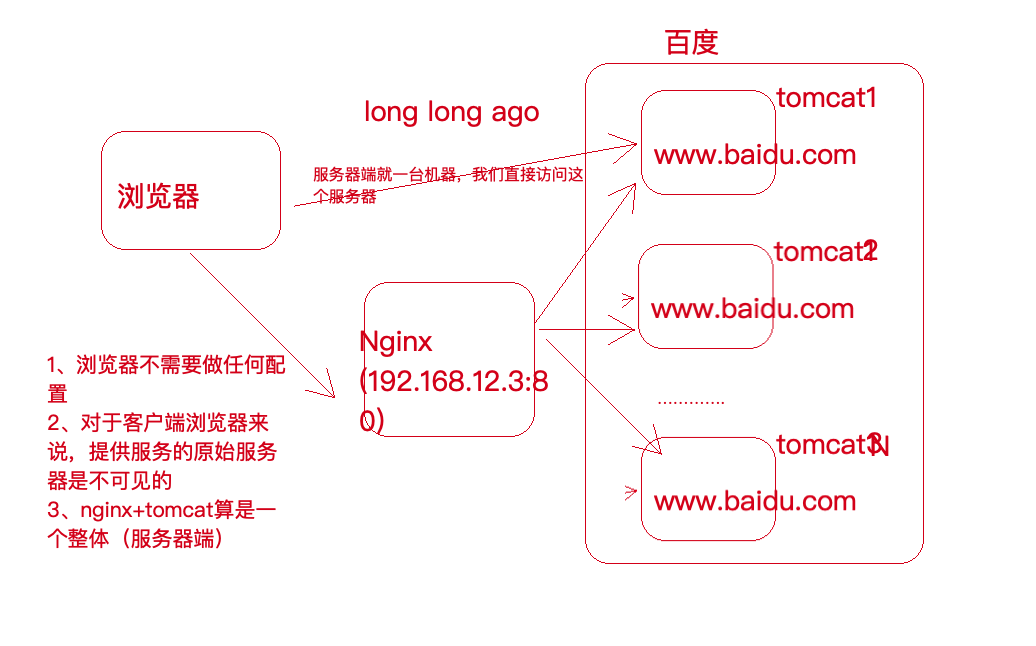 百度
tomcat1
long long ago
www.baidu.com
服务器端就一台机器，我们直接访问这
个服务器
浏览器
tomcat2
www.baidu.com
Nginx
(192.168.12.3:8
0)
1、浏览器不需要做任何配
置
2、对于客户端浏览器来
说，提供服务的原始服务
器是不可见的
3、nginx+tomcat算是一
个整体（服务器端）
.............
tomcat
www.baidu.com